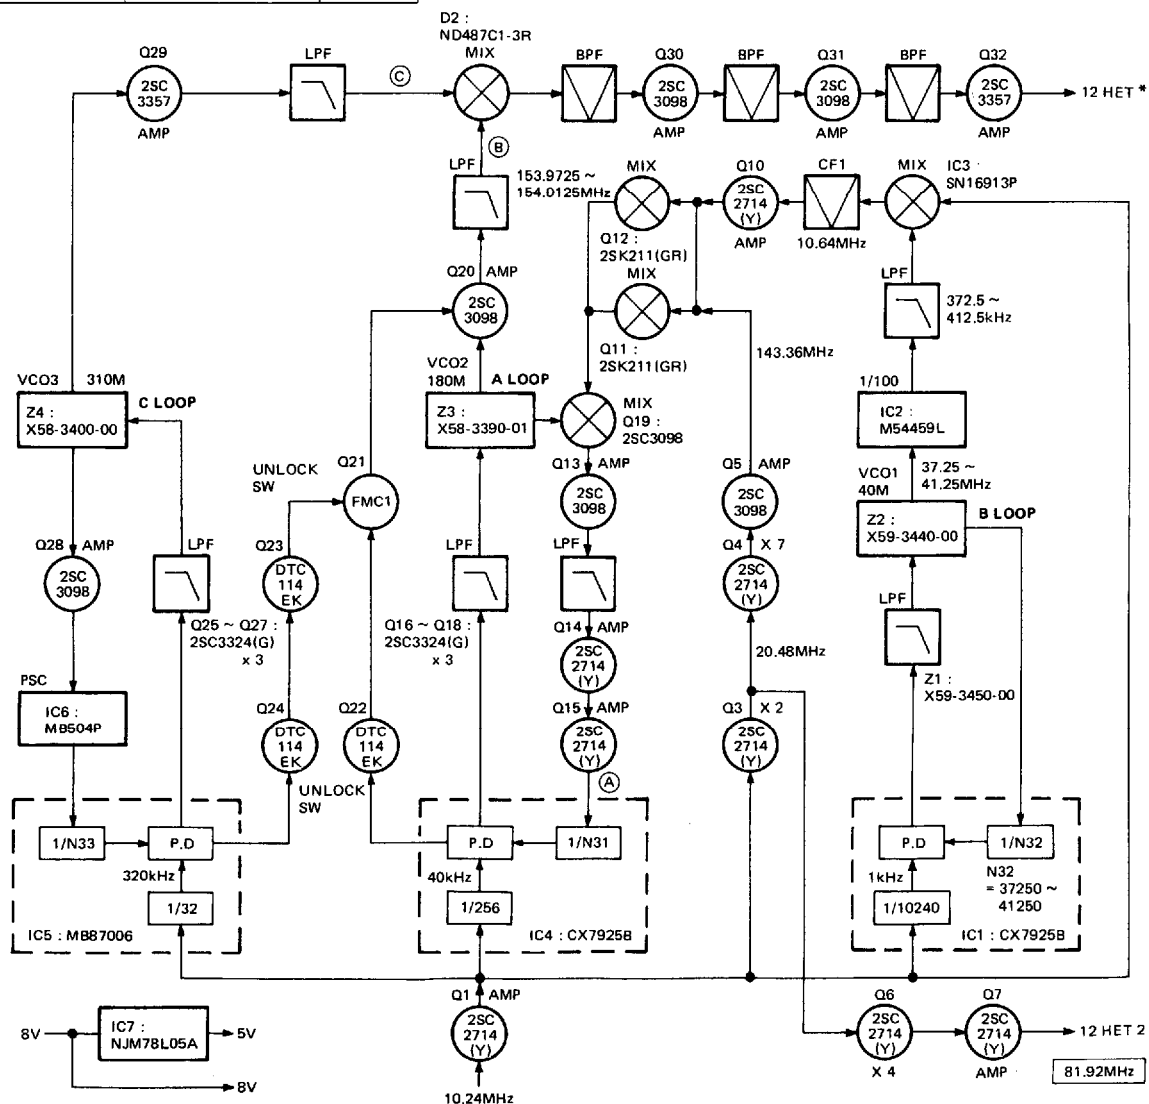 D2 :
ND487C1-3R
MIX
Q29
2SC
3357
AMP
LPF
C
BPF
Q30
2SC
3098
AMP
BPF
Q31
2SC
3098
AMP
BPF
Q32
2SC
3357
AMP
12 HET *
B
LPF
153.9725 ~
154.0125MHz
MIX
Q12 :
2SK211(GR)
Q10
2SC
2714
(Y)
AMP
CF1
10.64MHz
MIX
IC3
SN16913P
Q20 AMP
2SC
3098
MIX
Q11 :
2SK211(GR)
143.36MHz
LPF
372.5 ~
412.5kHz
VCO3 310M
Z4 :
X58-3400-00
C LOOP
VCO2
180M
A LOOP
Z3 :
X58-3390-01
MIX
Q19 :
2SC3098
1/100
IC2 :
M54459L
UNLOCK
SW
Q21
FMC1
Q13 AMP
2SC
3098
Q5 AMP
2SC
3098
VCO1
40M
37.25 ~
41.25MHz
B LOOP
Z2 :
X59-3440-00
Q28 AMP
2SC
3098
LPF
Q25 ~ Q27 :
2SC3324(G)
x 3
Q23
DTC
114
EK
LPF
Q16 ~ Q18 :
2SC3324(G)
x 3
LPF
Q4 X 7
2SC
2714
(Y)
LPF
Q14 AMP
2SC
2714
(Y)
20.48MHz
Z1 :
X59-3450-00
PSC
IC6 :
MB504P
Q24
DTC
114
EK
UNLOCK
SW
Q22
DTC
114
EK
Q15 AMP
2SC
2714
(Y)
A
Q3 X 2
2SC
2714
(Y)
1/N33
P.D
320kHz
1/32
IC5 : MB87006
P.D
1/N31
40kHz
1/256
IC4 : CX7925B
P.D
1/N32
1kHz
N32
= 37250 ~
41250
1/10240
IC1 : CX7925B
Q1 AMP
2SC
2714
(Y)
10.24MHz
8V
IC7 :
NJM78L05A
5V
8V
Q6
2SC
2714
(Y)
X 4
Q7
2SC
2714
(Y)
AMP
12 HET 2
81.92MHz